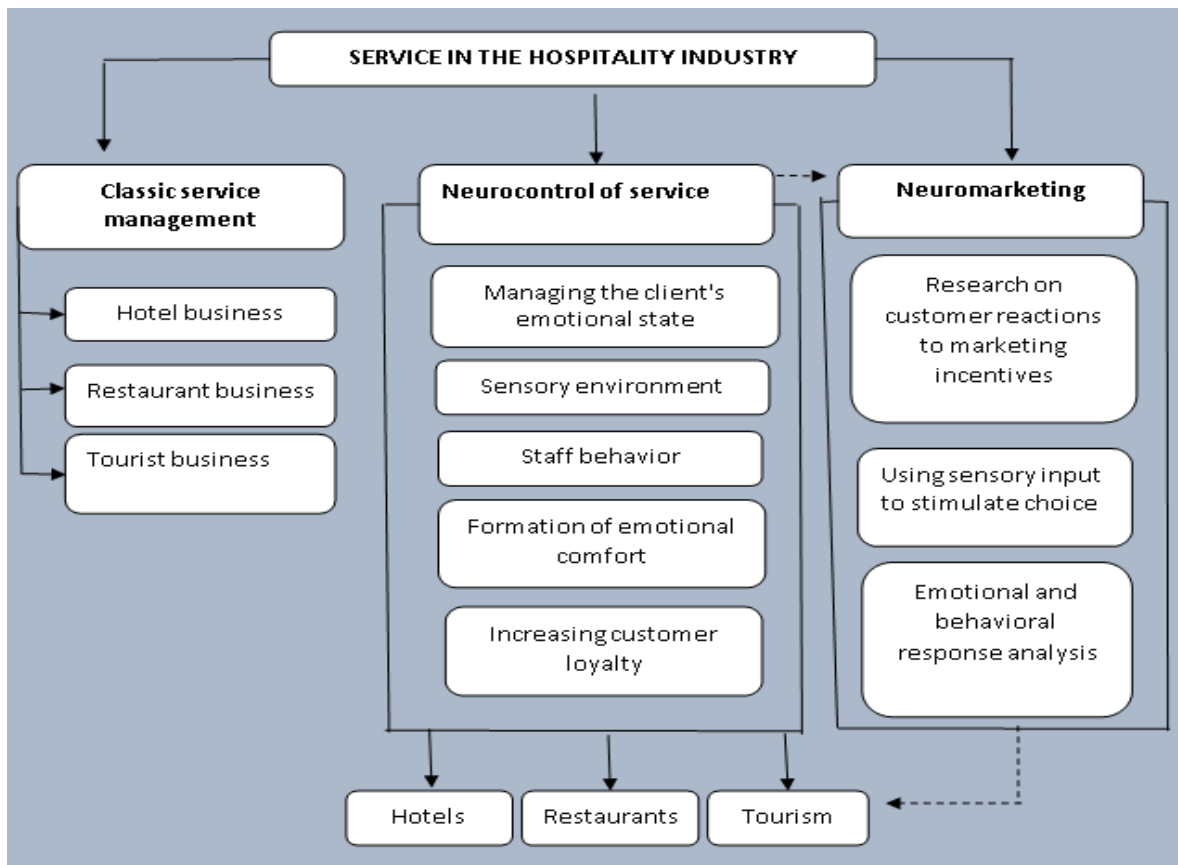 SERVICE IN THE HOSPITALITY INDUSTRY
Classic service
management
Hotel business
Restaurant business
Tourist business
Neurocontrol of service
Managing the client's
emotional state
Sensory environment
Staff behavior
Formation of emotional
comfort
Increasing customer
loyalty
Neuromarketing
Research on
customer reactions
to marketing
incentives
Using sensory input
to stimulate choice
Emotional and
behavioral
response analysis
Hotels
Restaurants
Tourism